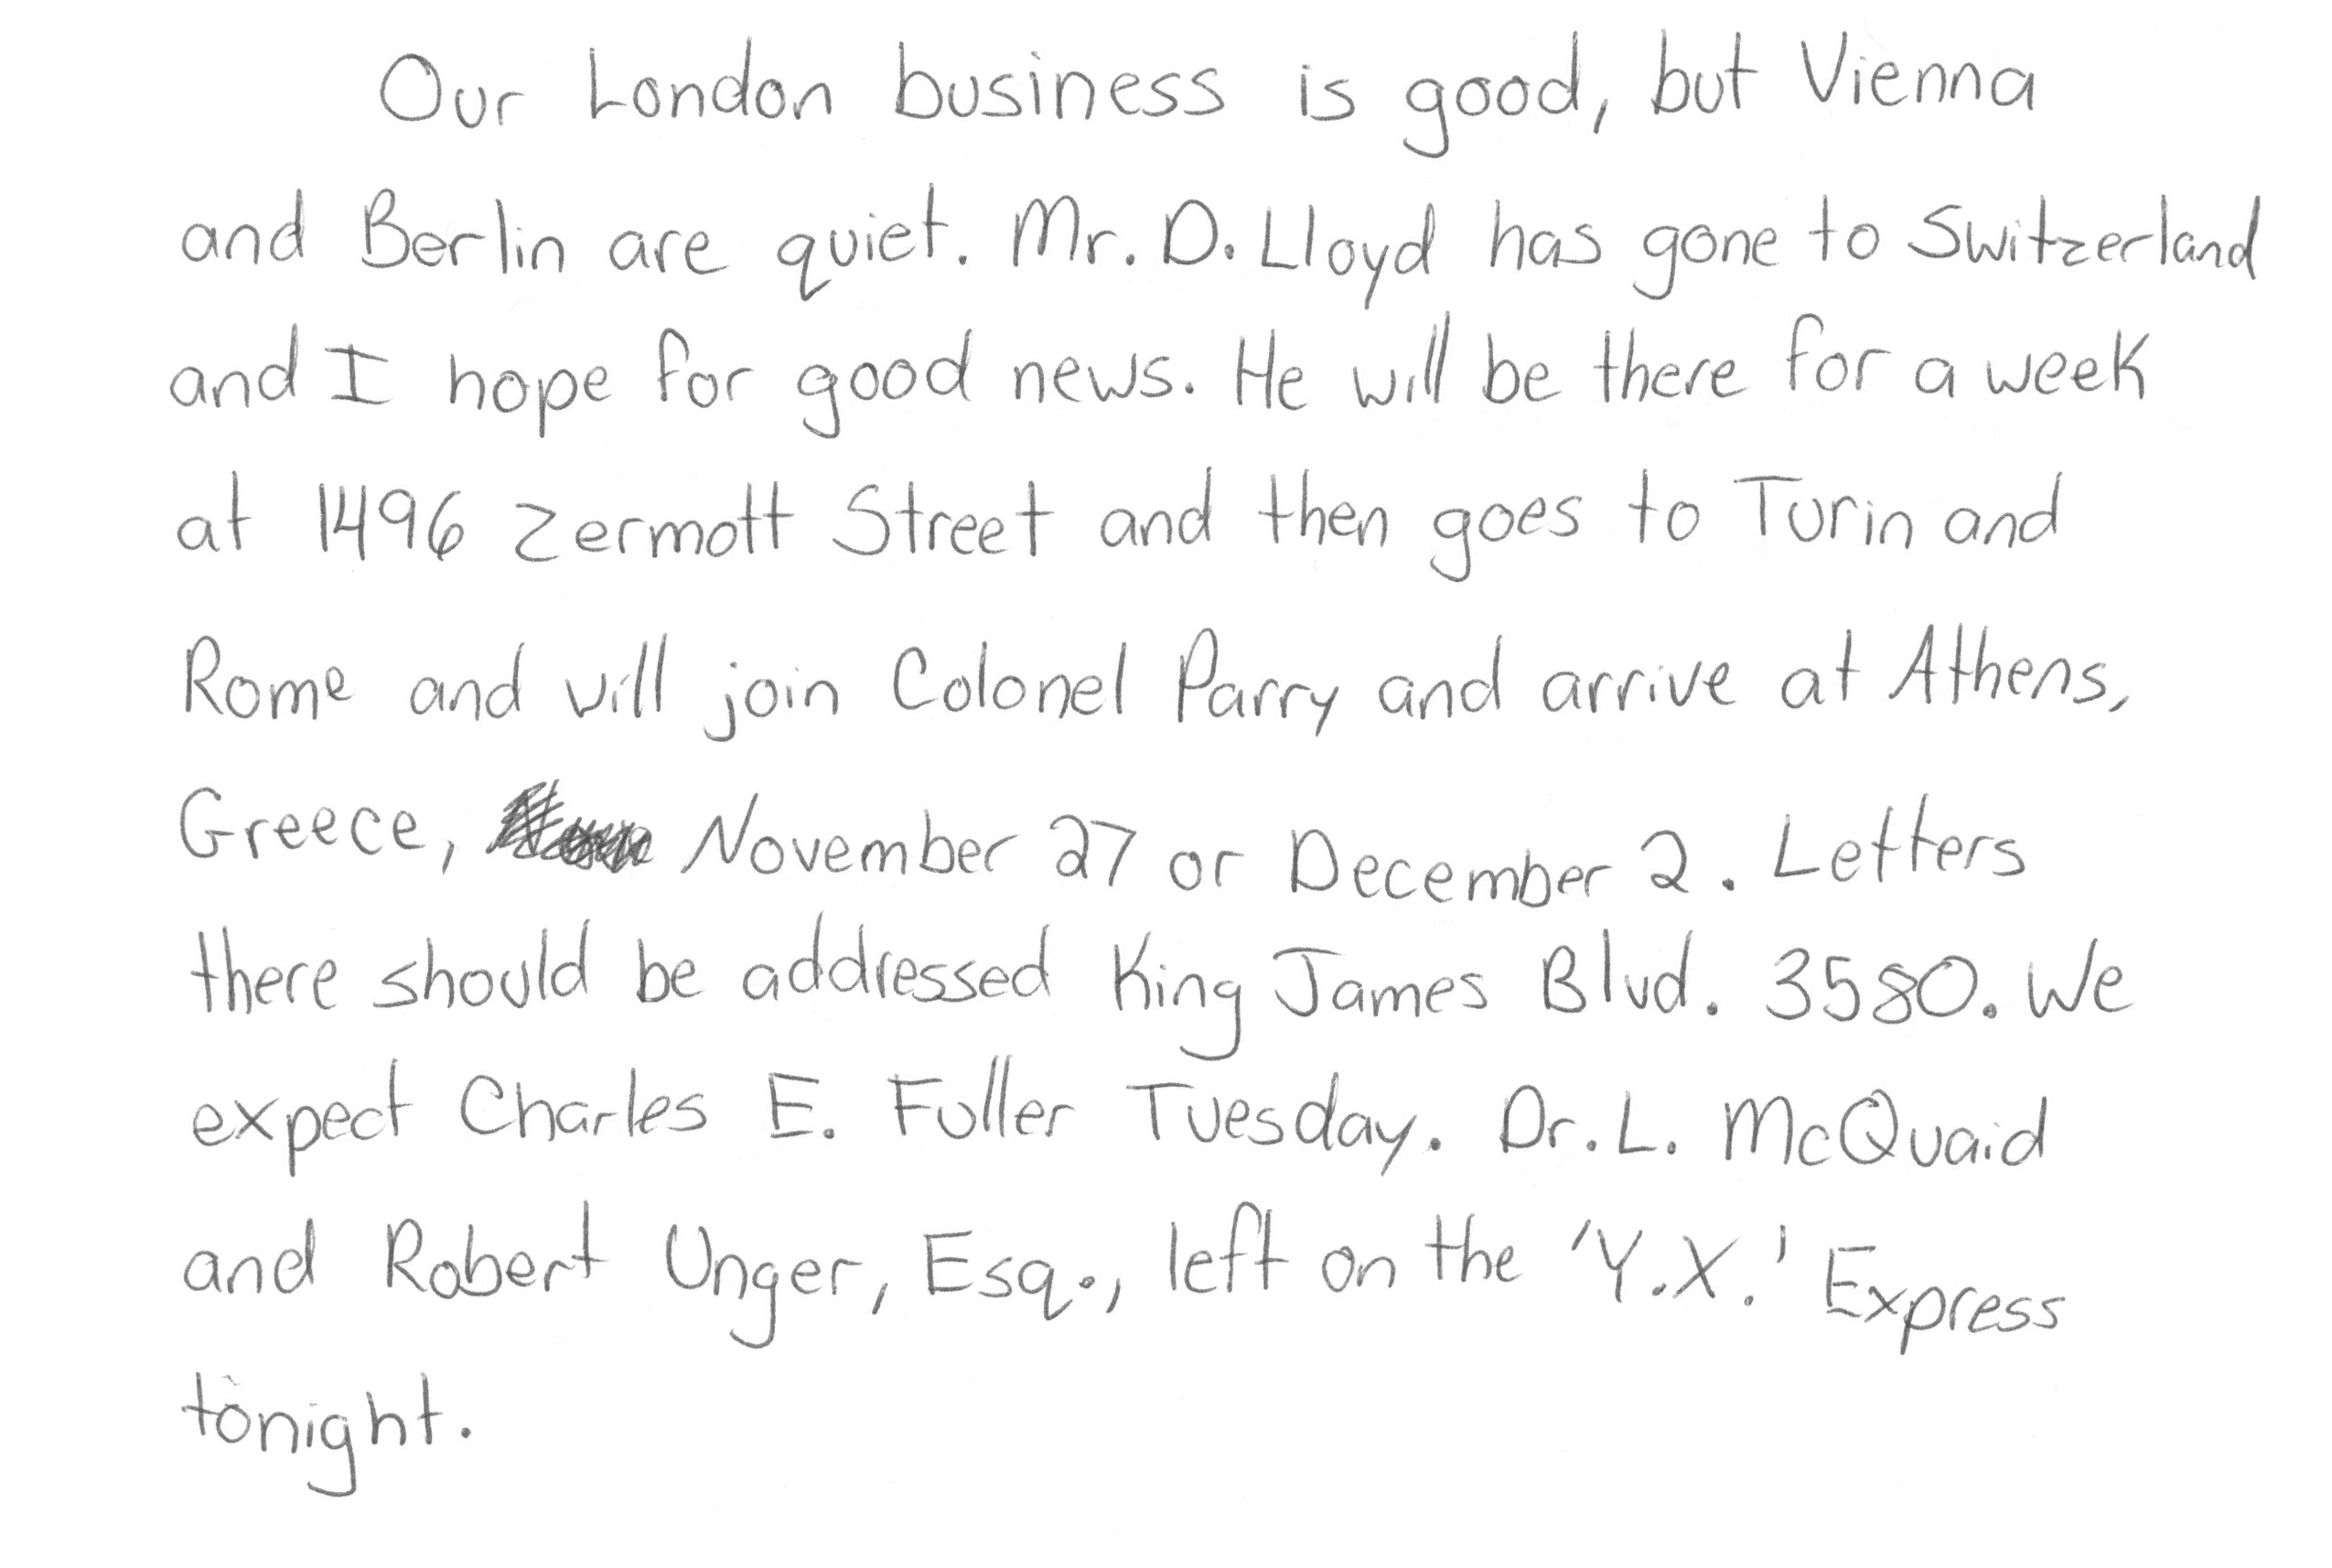 Our London business is good, but Vienna
and Berlin are quiet. Mr. D. Lloyd has gone to Switzerland
and I hope for good news. He will be there for a week
at 1496 Zermott Street and then goes to Turin and
Rome and vill join Colonel Parry and arrive at Athens,
Greece, November 27 or December 2. Letters
there should be addressed King James Blvd. 3580. We
expect Charles E. Fuller Tuesday. Dr. L. McQuaid
and Robert Unger, Esq., left on the 'Y.X.' Express
tonight.